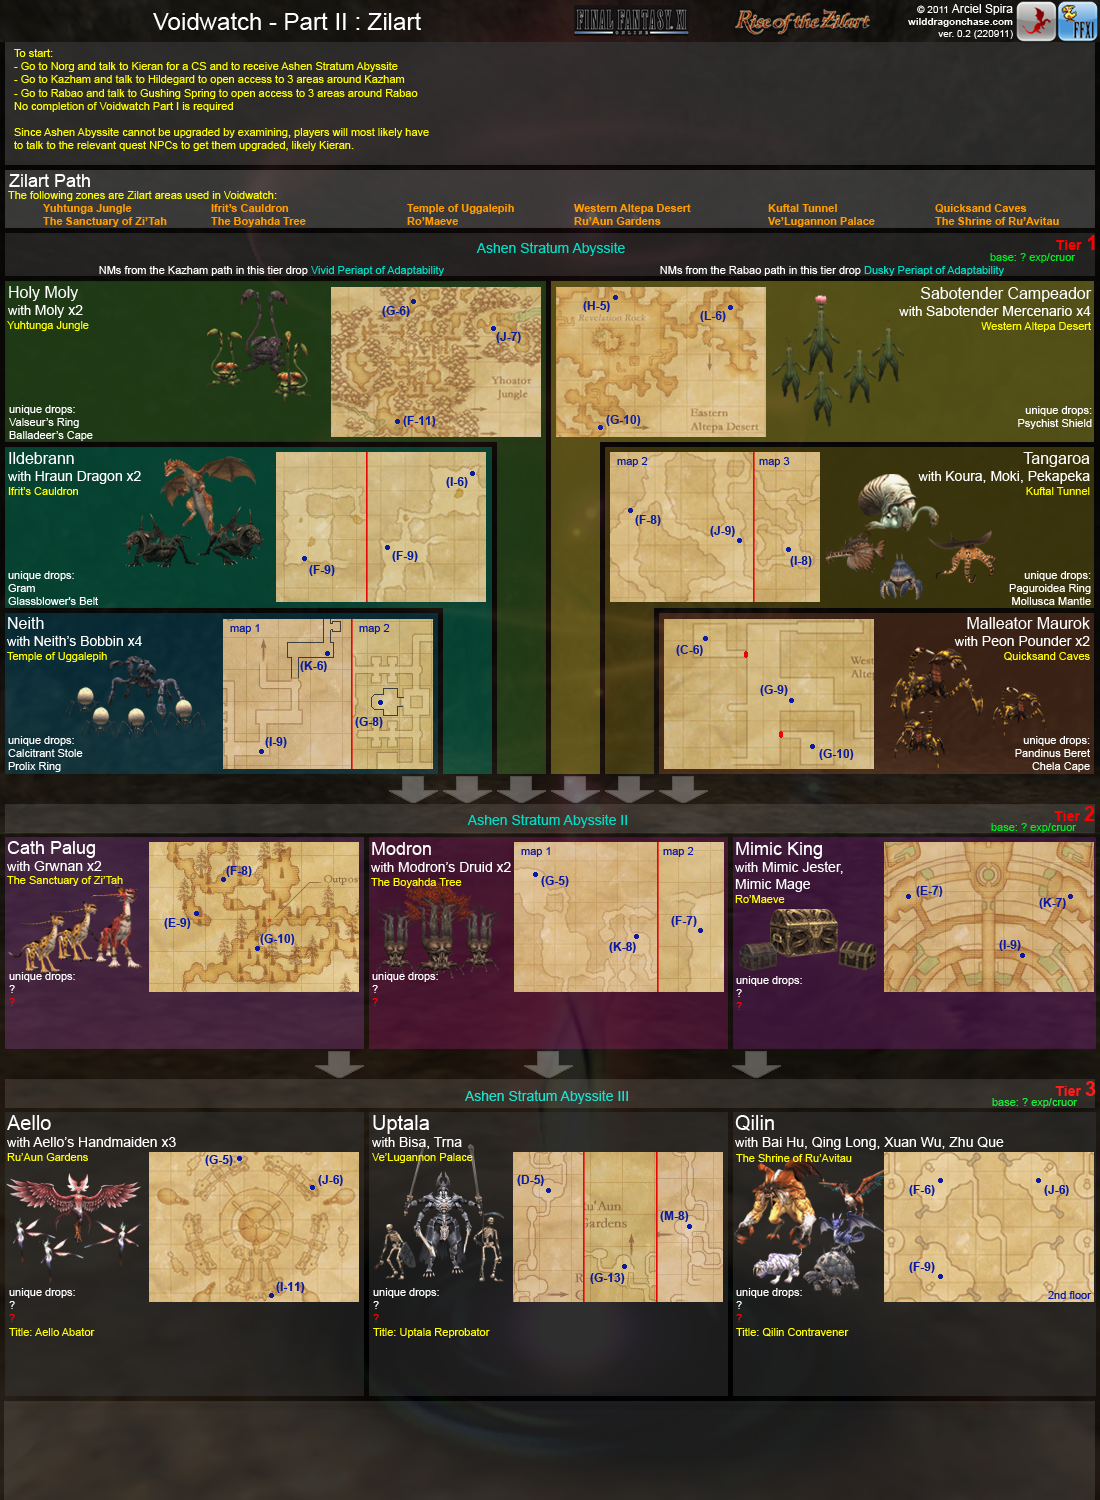 Voidwatch - Part II : Zilart
FINAL FANTASY XI
ONLINE
Rise of the Zilart
© 2011 Arciel Spira
wilddragonchase.com
ver. 0.2 (220911)
FFXI
To start:
- Go to Norg and talk to Kieran for a CS and to receive Ashen Stratum Abyssite
- Go to Kazham and talk to Hildegard to open access to 3 areas around Kazham
- Go to Rabao and talk to Gushing Spring to open access to 3 areas around Rabao
No completion of Voidwatch Part I is required
Since Ashen Abyssite cannot be upgraded by examining, players will most likely have
to talk to the relevant quest NPCs to get them upgraded, likely Kieran.
Zilart Path
The following zones are Zilart areas used in Voidwatch:
Yuhtunga Jungle Ifrit's Cauldron Temple of Uggalepih Western Altepa Desert Kuftal Tunnel Quicksand Caves
The Sanctuary of Zi'Tah The Boyahda Tree Ro'Maeve Ru'Aun Gardens Ve'Lugannon Palace The Shrine of Ru'Avitau
Ashen Stratum Abyssite
Tier 1
base: ? exp/cruor
NMs from the Kazham path in this tier drop Vivid Periapt of Adaptability
NMs from the Rabao path in this tier drop Dusky Periapt of Adaptability
Holy Moly
with Moly x2
Yuhtunga Jungle
unique drops:
Valseur's Ring
Balladeer's Cape
(G-6)
(J-7)
Yhoator
Jungle
(F-11)
(H-5)
Revelation Rock
(L-6)
(G-10)
Eastern
Altepa Desert
Sabotender Campeador
with Sabotender Mercenario x4
Western Altepa Desert
unique drops:
Psychist Shield
Ildebrann
with Hraun Dragon x2
Ifrit's Cauldron
unique drops:
Gram
Glassblower's Belt
(I-6)
(F-9)
(F-9)
map 2
map 3
(F-8)
(J-9)
(I-8)
Tangaroa
with Koura, Moki, Pekapeka
Kuftal Tunnel
unique drops:
Paguroidea Ring
Mollusca Mantle
Neith
with Neith's Bobbin x4
Temple of Uggalepih
unique drops:
Calcitrant Stole
Prolix Ring
map 1
map 2
(K-6)
(G-8)
(I-9)
(C-6)
West
Alte
(G-9)
(G-10)
Malleator Maurok
with Peon Pounder x2
Quicksand Caves
unique drops:
Pandinus Beret
Chela Cape
Ashen Stratum Abyssite II
Tier 2
base: ? exp/cruor
Cath Palug
with Grwnan x2
The Sanctuary of Zi'Tah
unique drops:
?
?
(F-8)
Outpos
(E-9)
(G-10)
Modron
with Modron's Druid x2
The Boyahda Tree
unique drops:
?
?
map 1
map 2
(G-5)
(F-7)
(K-8)
Mimic King
with Mimic Jester,
Mimic Mage
Ro'Maeve
unique drops:
?
?
(E-7)
(K-7)
(I-9)
Ashen Stratum Abyssite III
Tier 3
base: ? exp/cruor
Aello
with Aello's Handmaiden x3
Ru'Aun Gardens
unique drops:
?
?
Title: Aello Abator
(G-5)
(J-6)
(I-11)
Uptala
with Bisa, Trna
Ve'Lugannon Palace
unique drops:
?
?
Title: Uptala Reprobator
(D-5)
u'Aun
ardens
(M-8)
(G-13)
Qilin
with Bai Hu, Qing Long, Xuan Wu, Zhu Que
The Shrine of Ru'Avitau
unique drops:
?
?
Title: Qilin Contravener
(F-6)
(J-6)
(F-9)
2nd floor